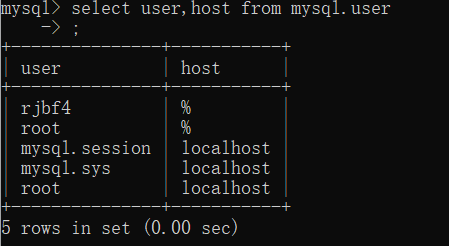 mysql> select user,host from mysql.user
    -> ;
+---------------+-----------+
| user          | host      |
+---------------+-----------+
| rjbf4         | %         |
| root          | %         |
| mysql.session | localhost |
| mysql.sys     | localhost |
| root          | localhost |
+---------------+-----------+
5 rows in set (0.00 sec)